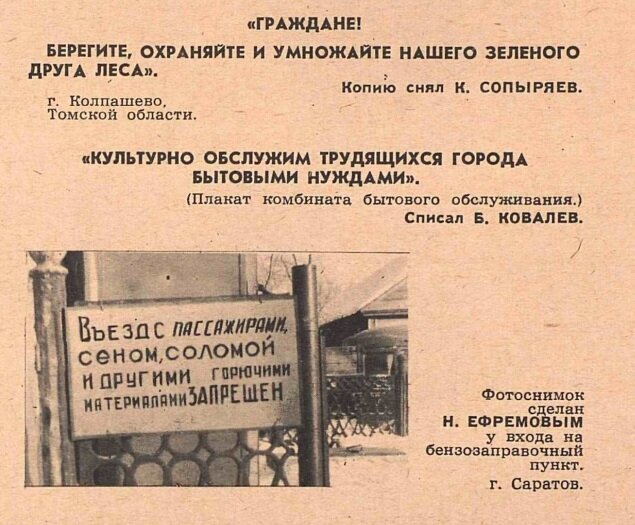 «ГРАЖДАНЕ!
БЕРЕГИТЕ, ОХРАНЯЙТЕ И УМНОЖАЙТЕ НАШЕГО ЗЕЛЕНОГО
ДРУГА ЛЕСА».
Копию снял К. СОПЫРЯЕВ.
г. Колпашево,
Томской области.
«КУЛЬТУРНО ОБСЛУЖИМ ТРУДЯЩИХСЯ ГОРОДА
БЫТОВЫМИ НУЖДАМИ».
(Плакат комбината бытового обслуживания.)
Списал Б. КОВАЛЕВ.
ВЪЕЗД С ПАССАЖИРАМИ,
СЕНОМ, СОЛОМОЙ
И ДРУГИМИ ГОРЮЧИМИ
МАТЕРИАЛАМИ ЗАПРЕЩЕН
Фотоснимок
сделан
Н. ЕФРЕМОВЫМ
у входа на
бензозаправочный
пункт.
г. Саратов.